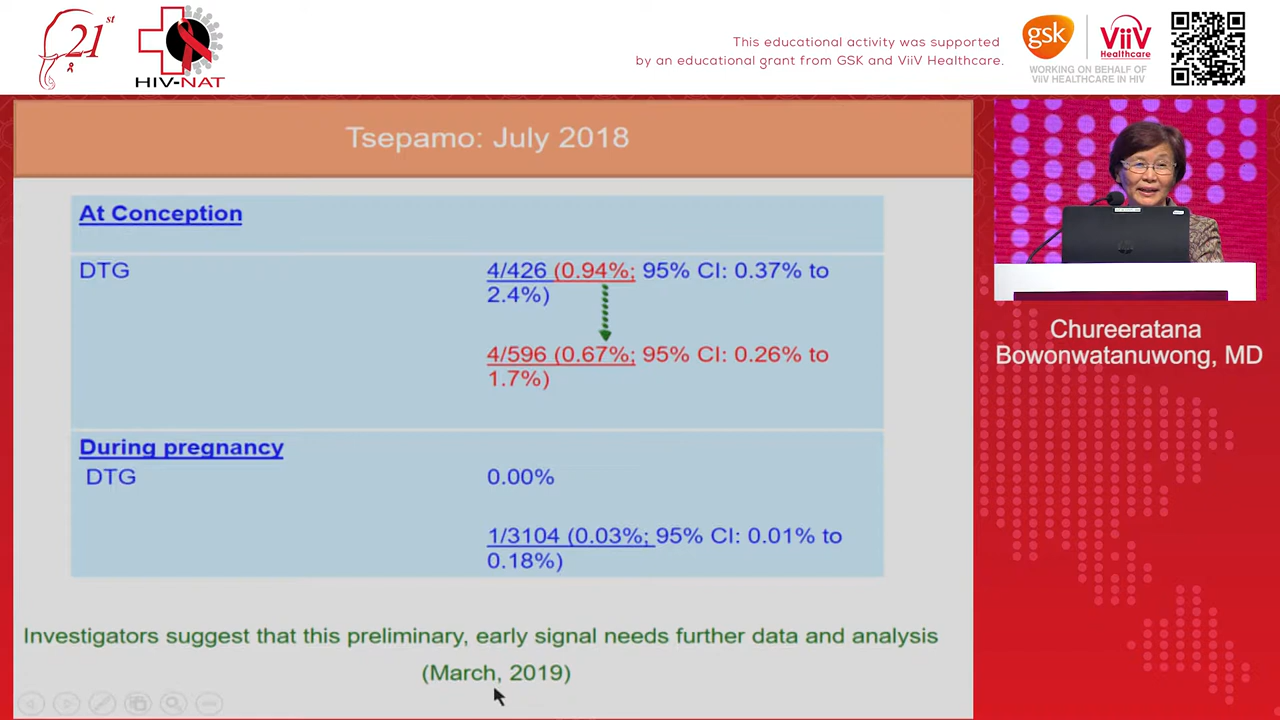 21st
HIV-NAT
This educational activity was supported
by an educational grant from GSK and ViiV Healthcare.
gsk
ViiV
Healthcare
WORKING ON BEHALF OF
VIIV HEALTHCARE IN HIV
Tsepamo: July 2018
At Conception
DTG
4/426 (0.94%; 95% CI: 0.37% to
2.4%)
4/596 (0.67%; 95% CI: 0.26% to
1.7%)
During pregnancy
DTG
0.00%
1/3104 (0.03%; 95% CI: 0.01% to
0.18%)
Investigators suggest that this preliminary, early signal needs further data and analysis
(March, 2019)
Chureeratana
Bowonwatanuwong, MD